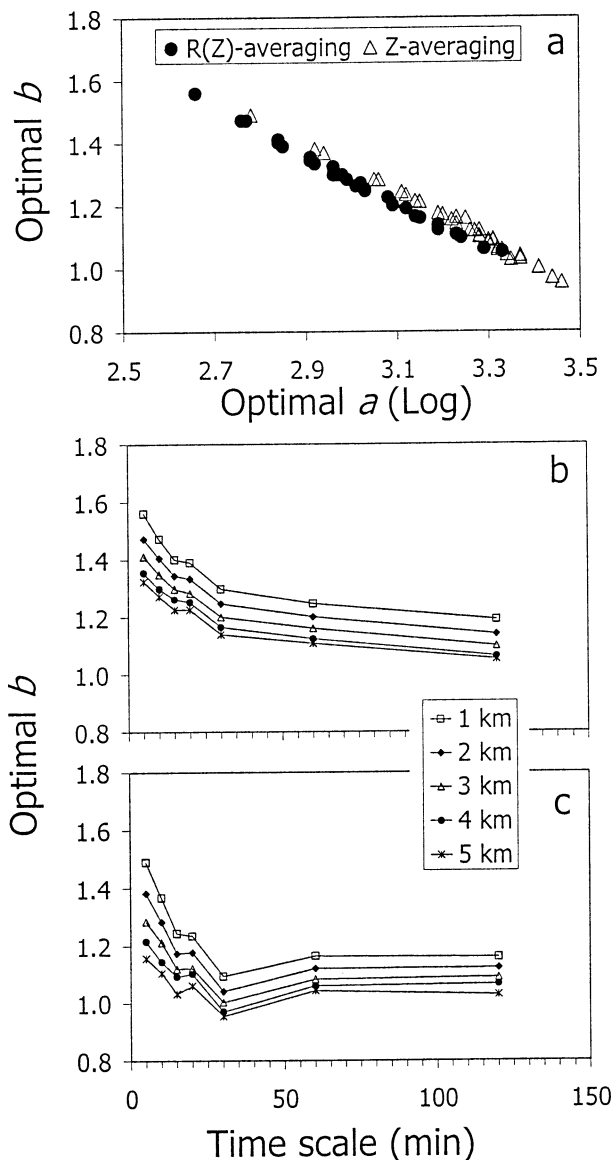 1.8
R(Z)-averaging Z-averaging
a
1.6
1.4
1.2
1.0
0.8
Optimal b
2.5 2.7 2.9 3.1 3.3 3.5
Optimal a (Log)
1.8
b
1.6
1.4
1.2
1.0
0.8
Optimal b
1 km
2 km
3 km
4 km
5 km
1.8
c
1.6
1.4
1.2
1.0
0.8
0 50 100 150
Time scale (min)